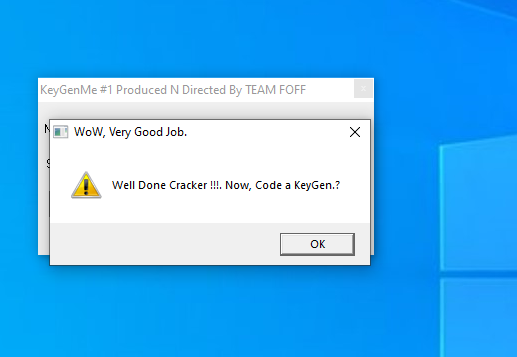 KeyGenMe #1 Produced N Directed By TEAM FOFF
WoW, Very Good Job.
Well Done Cracker !!!. Now, Code a KeyGen.?
OK